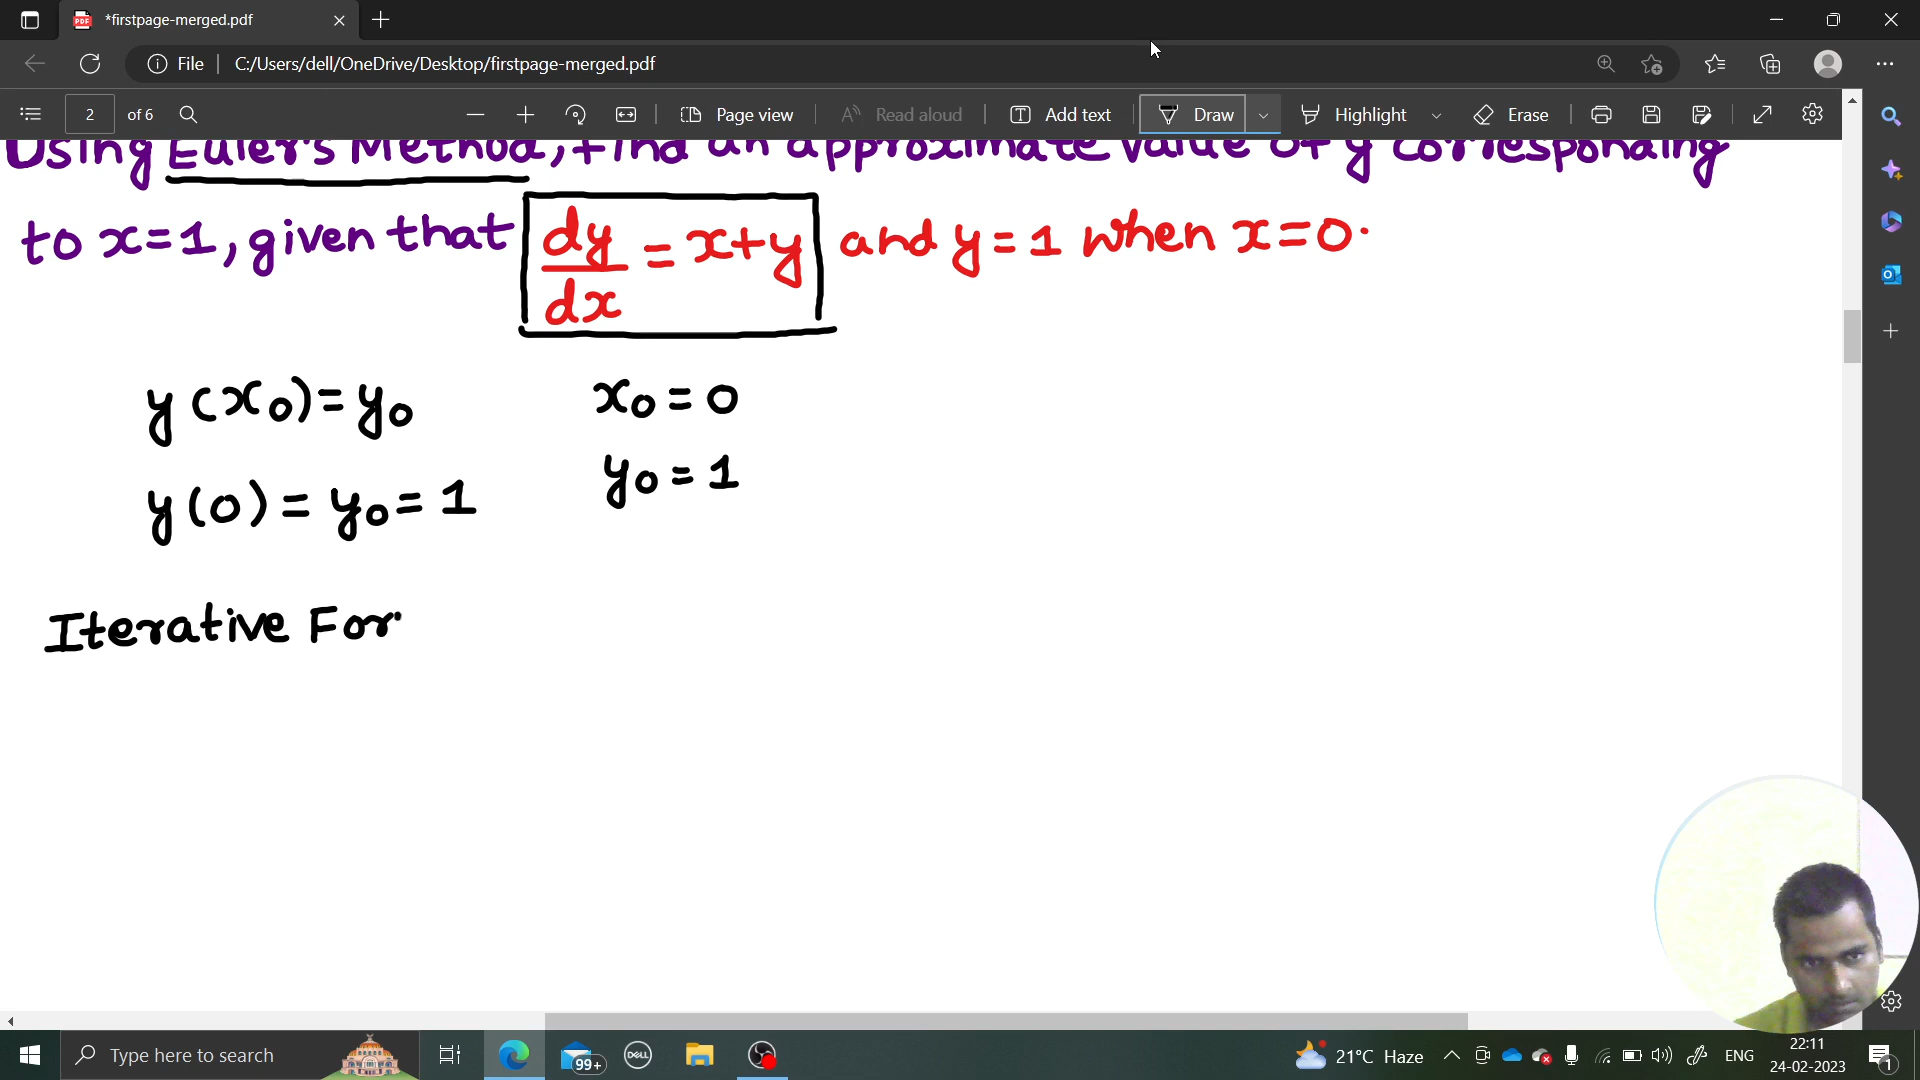 *firstpage-merged.pdf
File C:/Users/dell/OneDrive/Desktop/firstpage-merged.pdf
2 of 6 Page view Read aloud Add text Draw Highlight Erase
Using Euler's Method, find an approximate value of y corresponding
to x=1, given that dy/dx = x+y and y=1 when x=0.
y(x₀)=y₀ x₀=0
y(0)=y₀=1 y₀=1
Iterative For
Type here to search 99+ DELL 21°C Haze ENG 22:11
24-02-2023 1